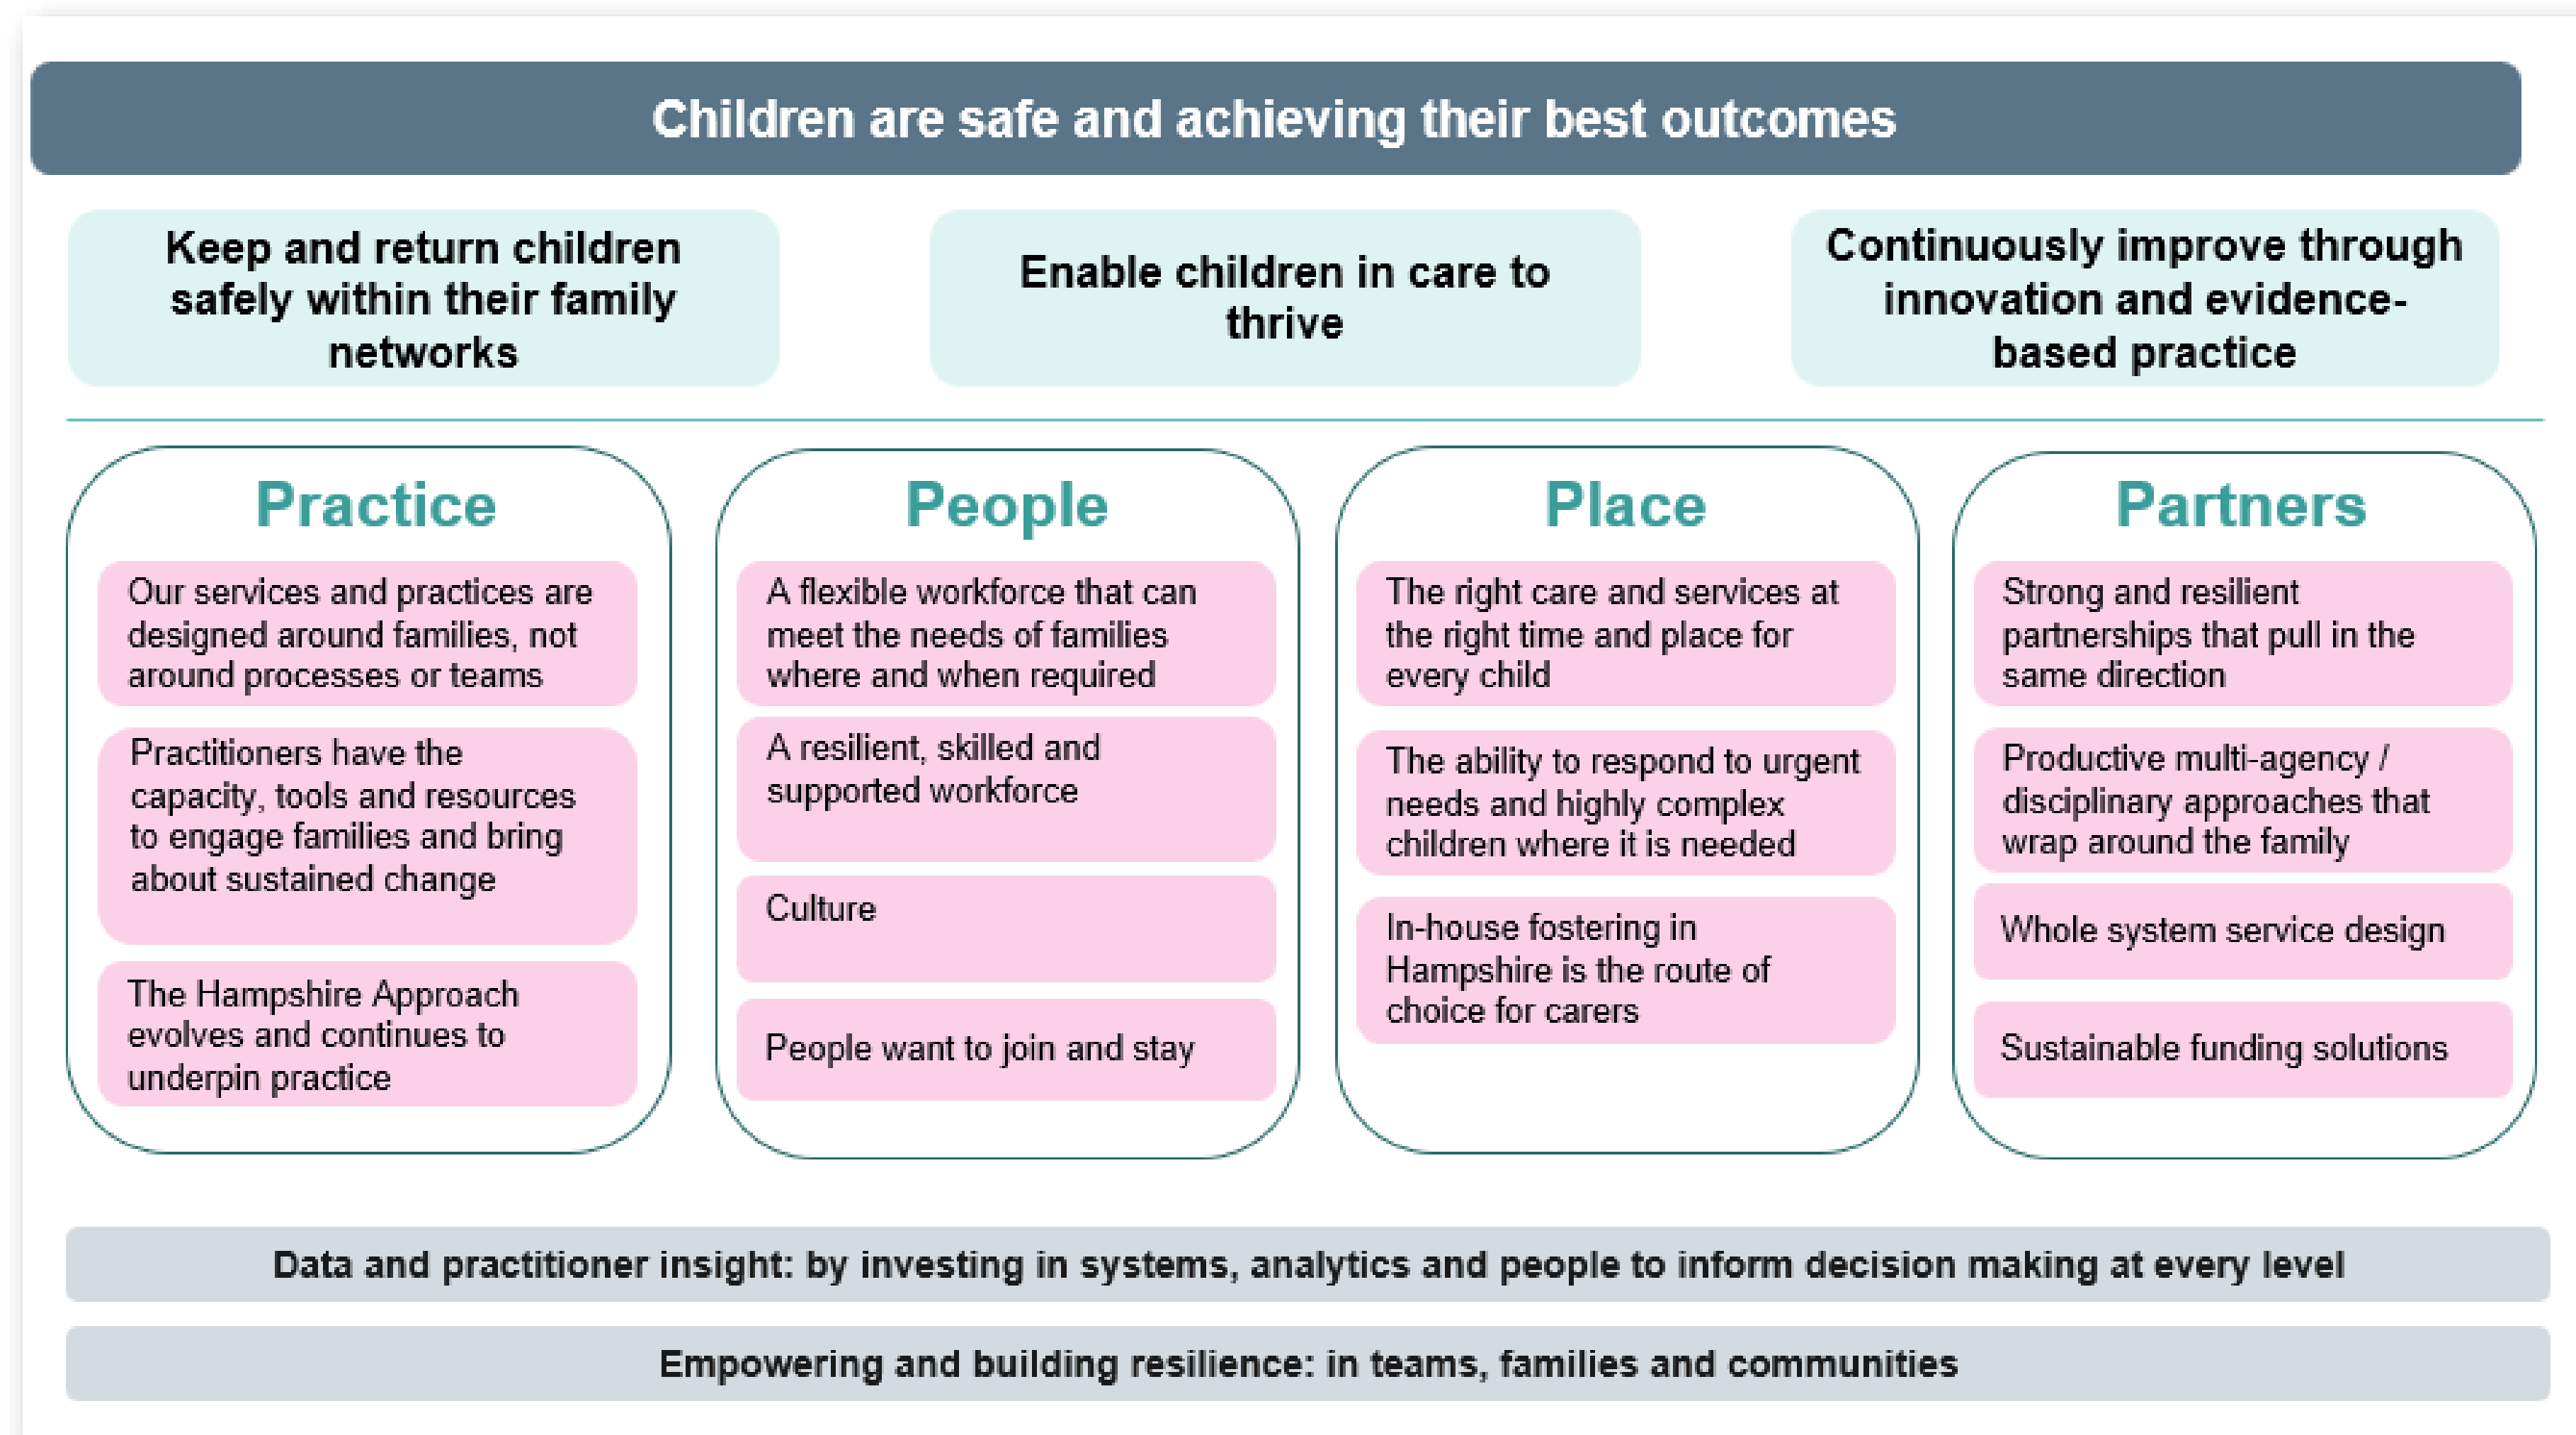 Children are safe and achieving their best outcomes
Keep and return children
safely within their family
networks
Enable children in care to
thrive
Continuously improve through
innovation and evidence-
based practice
Practice
Our services and practices are
designed around families, not
around processes or teams
Practitioners have the
capacity, tools and resources
to engage families and bring
about sustained change
The Hampshire Approach
evolves and continues to
underpin practice
People
A flexible workforce that can
meet the needs of families
where and when required
A resilient, skilled and
supported workforce
Culture
People want to join and stay
Place
The right care and services at
the right time and place for
every child
The ability to respond to urgent
needs and highly complex
children where it is needed
In-house fostering in
Hampshire is the route of
choice for carers
Partners
Strong and resilient
partnerships that pull in the
same direction
Productive multi-agency /
disciplinary approaches that
wrap around the family
Whole system service design
Sustainable funding solutions
Data and practitioner insight: by investing in systems, analytics and people to inform decision making at every level
Empowering and building resilience: in teams, families and communities